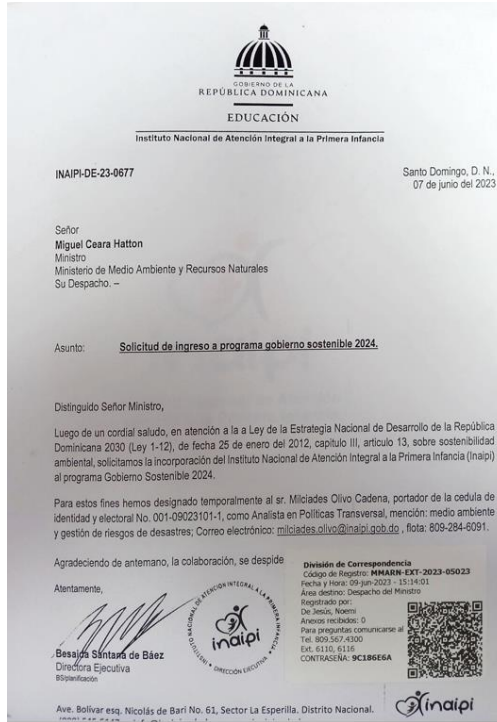 GOBIERNO DE LA
REPÚBLICA DOMINICANA
EDUCACIÓN
Instituto Nacional de Atención Integral a la Primera Infancia
INAIPI-DE-23-0677
Santo Domingo, D. N.,
07 de junio del 2023
Señor
Miguel Ceara Hatton
Ministro
Ministerio de Medio Ambiente y Recursos Naturales
Su Despacho. –
Asunto: Solicitud de ingreso a programa gobierno sostenible 2024.
Distinguido Señor Ministro,
Luego de un cordial saludo, en atención a la a Ley de la Estrategia Nacional de Desarrollo de la República
Dominicana 2030 (Ley 1-12), de fecha 25 de enero del 2012, capitulo III, articulo 13, sobre sostenibilidad
ambiental, solicitamos la incorporación del Instituto Nacional de Atención Integral a la Primera Infancia (Inaipi)
al programa Gobierno Sostenible 2024.
Para estos fines hemos designado temporalmente al sr. Milciades Olivo Cadena, portador de la cedula de
identidad y electoral No. 001-09023101-1, como Analista en Políticas Transversal, mención: medio ambiente
y gestión de riesgos de desastres; Correo electrónico: milciades.olivo@inaipi.gob.do , flota: 809-284-6091.
Agradeciendo de antemano, la colaboración, se despide
Atentamente,
Besaida Santana de Báez
Directora Ejecutiva
BS/planificación
INSTITUTO NACIONAL DE ATENCIÓN INTEGRAL A LA PRIMERA INFANCIA
inaipi
DIRECCIÓN EJECUTIVA
División de Correspondencia
Código de Registro: MMARN-EXT-2023-05023
Fecha y Hora: 09-jun-2023 - 15:14:01
Área destino: Despacho del Ministro
Registrado por:
De Jesús, Noemi
Anexos recibidos: 0
Para preguntas comunicarse al
Tel. 809.567.4300
Ext. 6110, 6116
CONTRASEÑA: 9C186E6A
Ave. Bolívar esq. Nicolás de Bari No. 61, Sector La Esperilla. Distrito Nacional.
inaipi